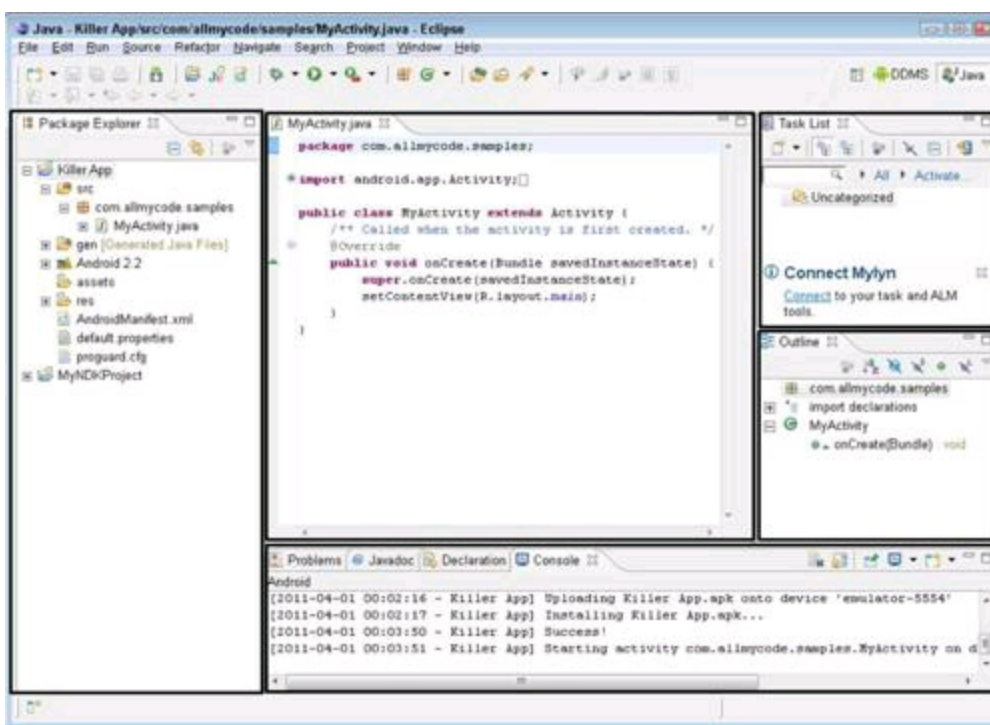 Java - Killer App/src/com/allmycode/samples/MyActivity.java - Eclipse
File Edit Run Source Refactor Navigate Search Project Window Help
DDMS Java
Package Explorer
Killer App
src
com.allmycode.samples
MyActivity.java
gen [Generated Java Files]
Android 2.2
assets
res
AndroidManifest.xml
default.properties
proguard.cfg
MyNDKProject
MyActivity.java
package com.allmycode.samples;
import android.app.Activity;
public class MyActivity extends Activity {
/** Called when the activity is first created. */
@Override
public void onCreate(Bundle savedInstanceState) {
super.onCreate(savedInstanceState);
setContentView(R.layout.main);
}
}
Task List
All Activate...
Uncategorized
Connect Mylyn
Connect to your task and ALM
tools.
Outline
com.allmycode.samples
import declarations
MyActivity
onCreate(Bundle) : void
Problems @ Javadoc Declaration Console
Android
[2011-04-01 00:02:16 - Killer App] Uploading Killer App.apk onto device 'emulator-5554'
[2011-04-01 00:02:17 - Killer App] Installing Killer App.apk...
[2011-04-01 00:03:50 - Killer App] Success!
[2011-04-01 00:03:51 - Killer App] Starting activity com.allmycode.samples.MyActivity on d